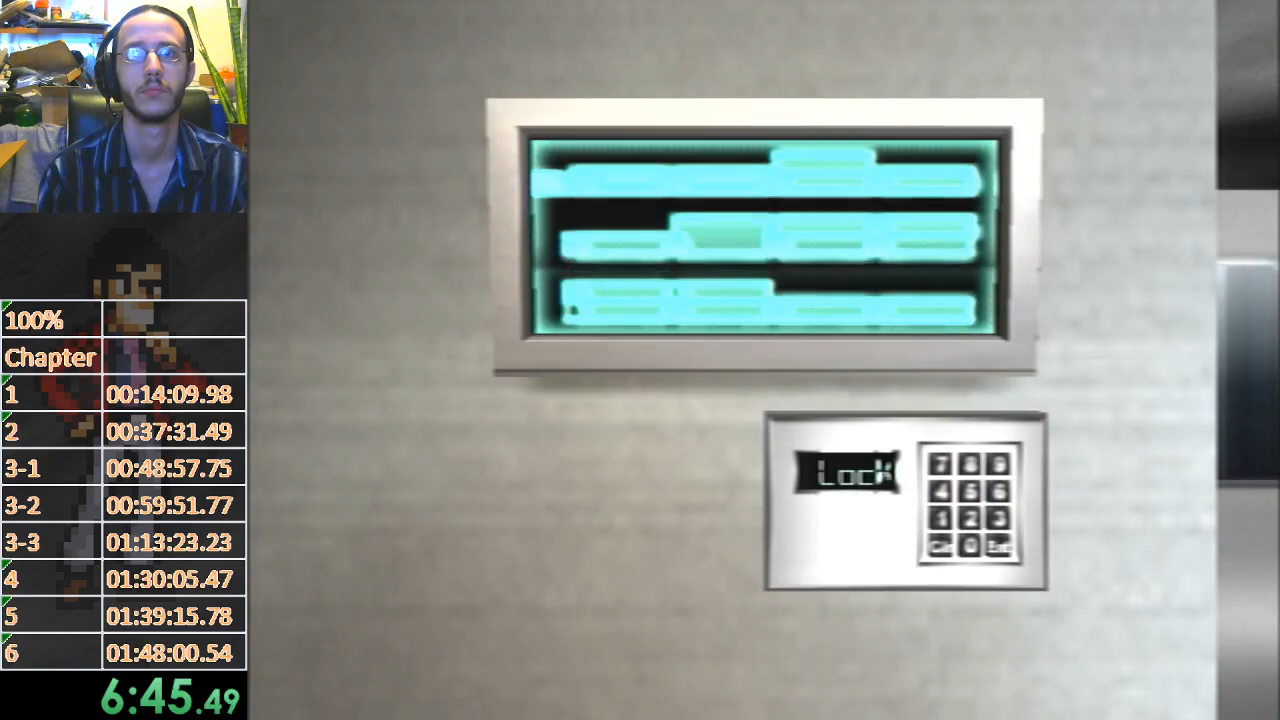 100%
Chapter
1 00:14:09.98
2 00:37:31.49
3-1 00:48:57.75
3-2 00:59:51.77
3-3 01:13:23.23
4 01:30:05.47
5 01:39:15.78
6 01:48:00.54
6:45.49
Lock
7 8 9
4 5 6
1 2 3
Clr 0 Ent